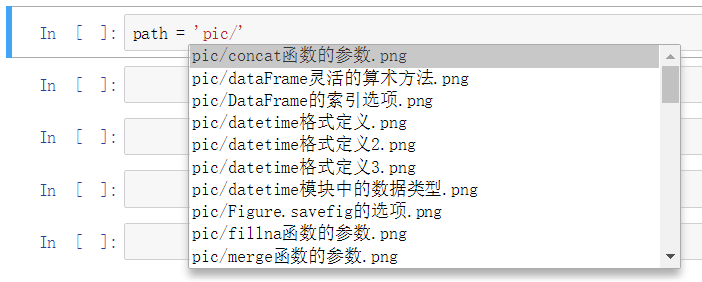 In [ ]: path = 'pic/'
pic/concat函数的参数.png
In [ ]:
pic/dataFrame灵活的算术方法.png
pic/DataFrame的索引选项.png
In [ ]:
pic/datetime格式定义.png
pic/datetime格式定义2.png
pic/datetime格式定义3.png
In [ ]:
pic/datetime模块中的数据类型.png
pic/Figure.savefig的选项.png
In [ ]:
pic/fillna函数的参数.png
pic/merge函数的参数.png